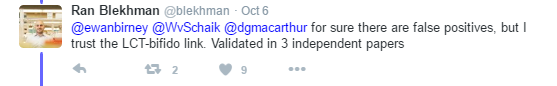 Ran Blekhman @blekhman · Oct 6
@ewanbirney @WvSchaik @dgmacarthur for sure there are false positives, but I
trust the LCT-bifido link. Validated in 3 independent papers
2 9